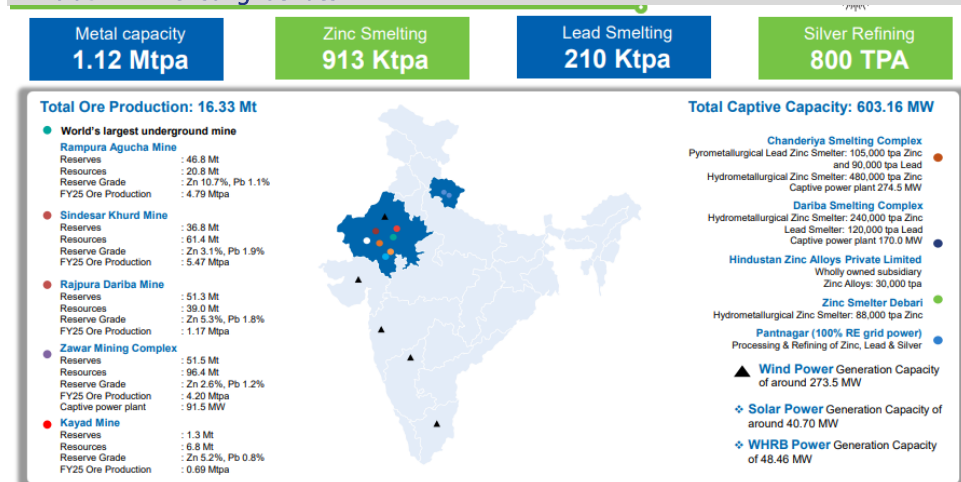 Metal capacity
1.12 Mtpa
Zinc Smelting
913 Ktpa
Lead Smelting
210 Ktpa
Silver Refining
800 TPA
Total Ore Production: 16.33 Mt
World's largest underground mine
Rampura Agucha Mine
Reserves : 46.8 Mt
Resources : 20.8 Mt
Reserve Grade : Zn 10.7%, Pb 1.1%
FY25 Ore Production : 4.79 Mtpa
Sindesar Khurd Mine
Reserves : 36.8 Mt
Resources : 61.4 Mt
Reserve Grade : Zn 3.1%, Pb 1.9%
FY25 Ore Production : 5.47 Mtpa
Rajpura Dariba Mine
Reserves : 51.3 Mt
Resources : 39.0 Mt
Reserve Grade : Zn 5.3%, Pb 1.8%
FY25 Ore Production : 1.17 Mtpa
Zawar Mining Complex
Reserves : 51.5 Mt
Resources : 96.4 Mt
Reserve Grade : Zn 2.6%, Pb 1.2%
FY25 Ore Production : 4.20 Mtpa
Captive power plant : 91.5 MW
Kayad Mine
Reserves : 1.3 Mt
Resources : 6.8 Mt
Reserve Grade : Zn 5.2%, Pb 0.8%
FY25 Ore Production : 0.69 Mtpa
Total Captive Capacity: 603.16 MW
Chanderiya Smelting Complex
Pyrometallurgical Lead Zinc Smelter: 105,000 tpa Zinc
and 90,000 tpa Lead
Hydrometallurgical Zinc Smelter: 480,000 tpa Zinc
Captive power plant 274.5 MW
Dariba Smelting Complex
Hydrometallurgical Zinc Smelter: 240,000 tpa Zinc
Lead Smelter: 120,000 tpa Lead
Captive power plant 170.0 MW
Hindustan Zinc Alloys Private Limited
Wholly owned subsidiary
Zinc Alloys: 30,000 tpa
Zinc Smelter Debari
Hydrometallurgical Zinc Smelter: 88,000 tpa Zinc
Pantnagar (100% RE grid power)
Processing & Refining of Zinc, Lead & Silver
Wind Power Generation Capacity
of around 273.5 MW
Solar Power Generation Capacity of
around 40.70 MW
WHRB Power Generation Capacity
of 48.46 MW